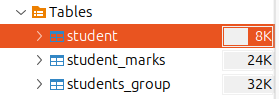 Tables
student 8K
student_marks 24K
students_group 32K